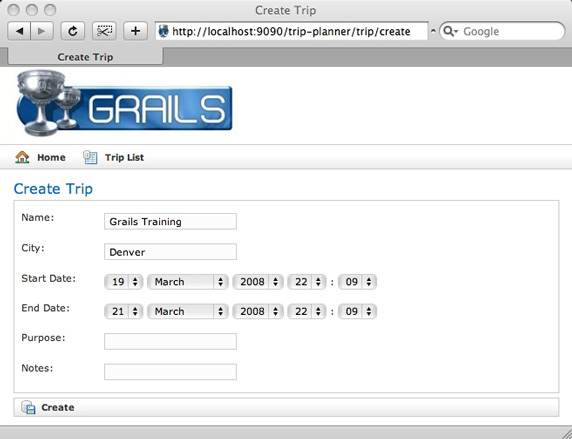 Create Trip
http://localhost:9090/trip-planner/trip/create Google
Create Trip
GRAILS
Home Trip List
Create Trip
Name: Grails Training
City: Denver
Start Date: 19 March 2008 22 : 09
End Date: 21 March 2008 22 : 09
Purpose:
Notes:
Create